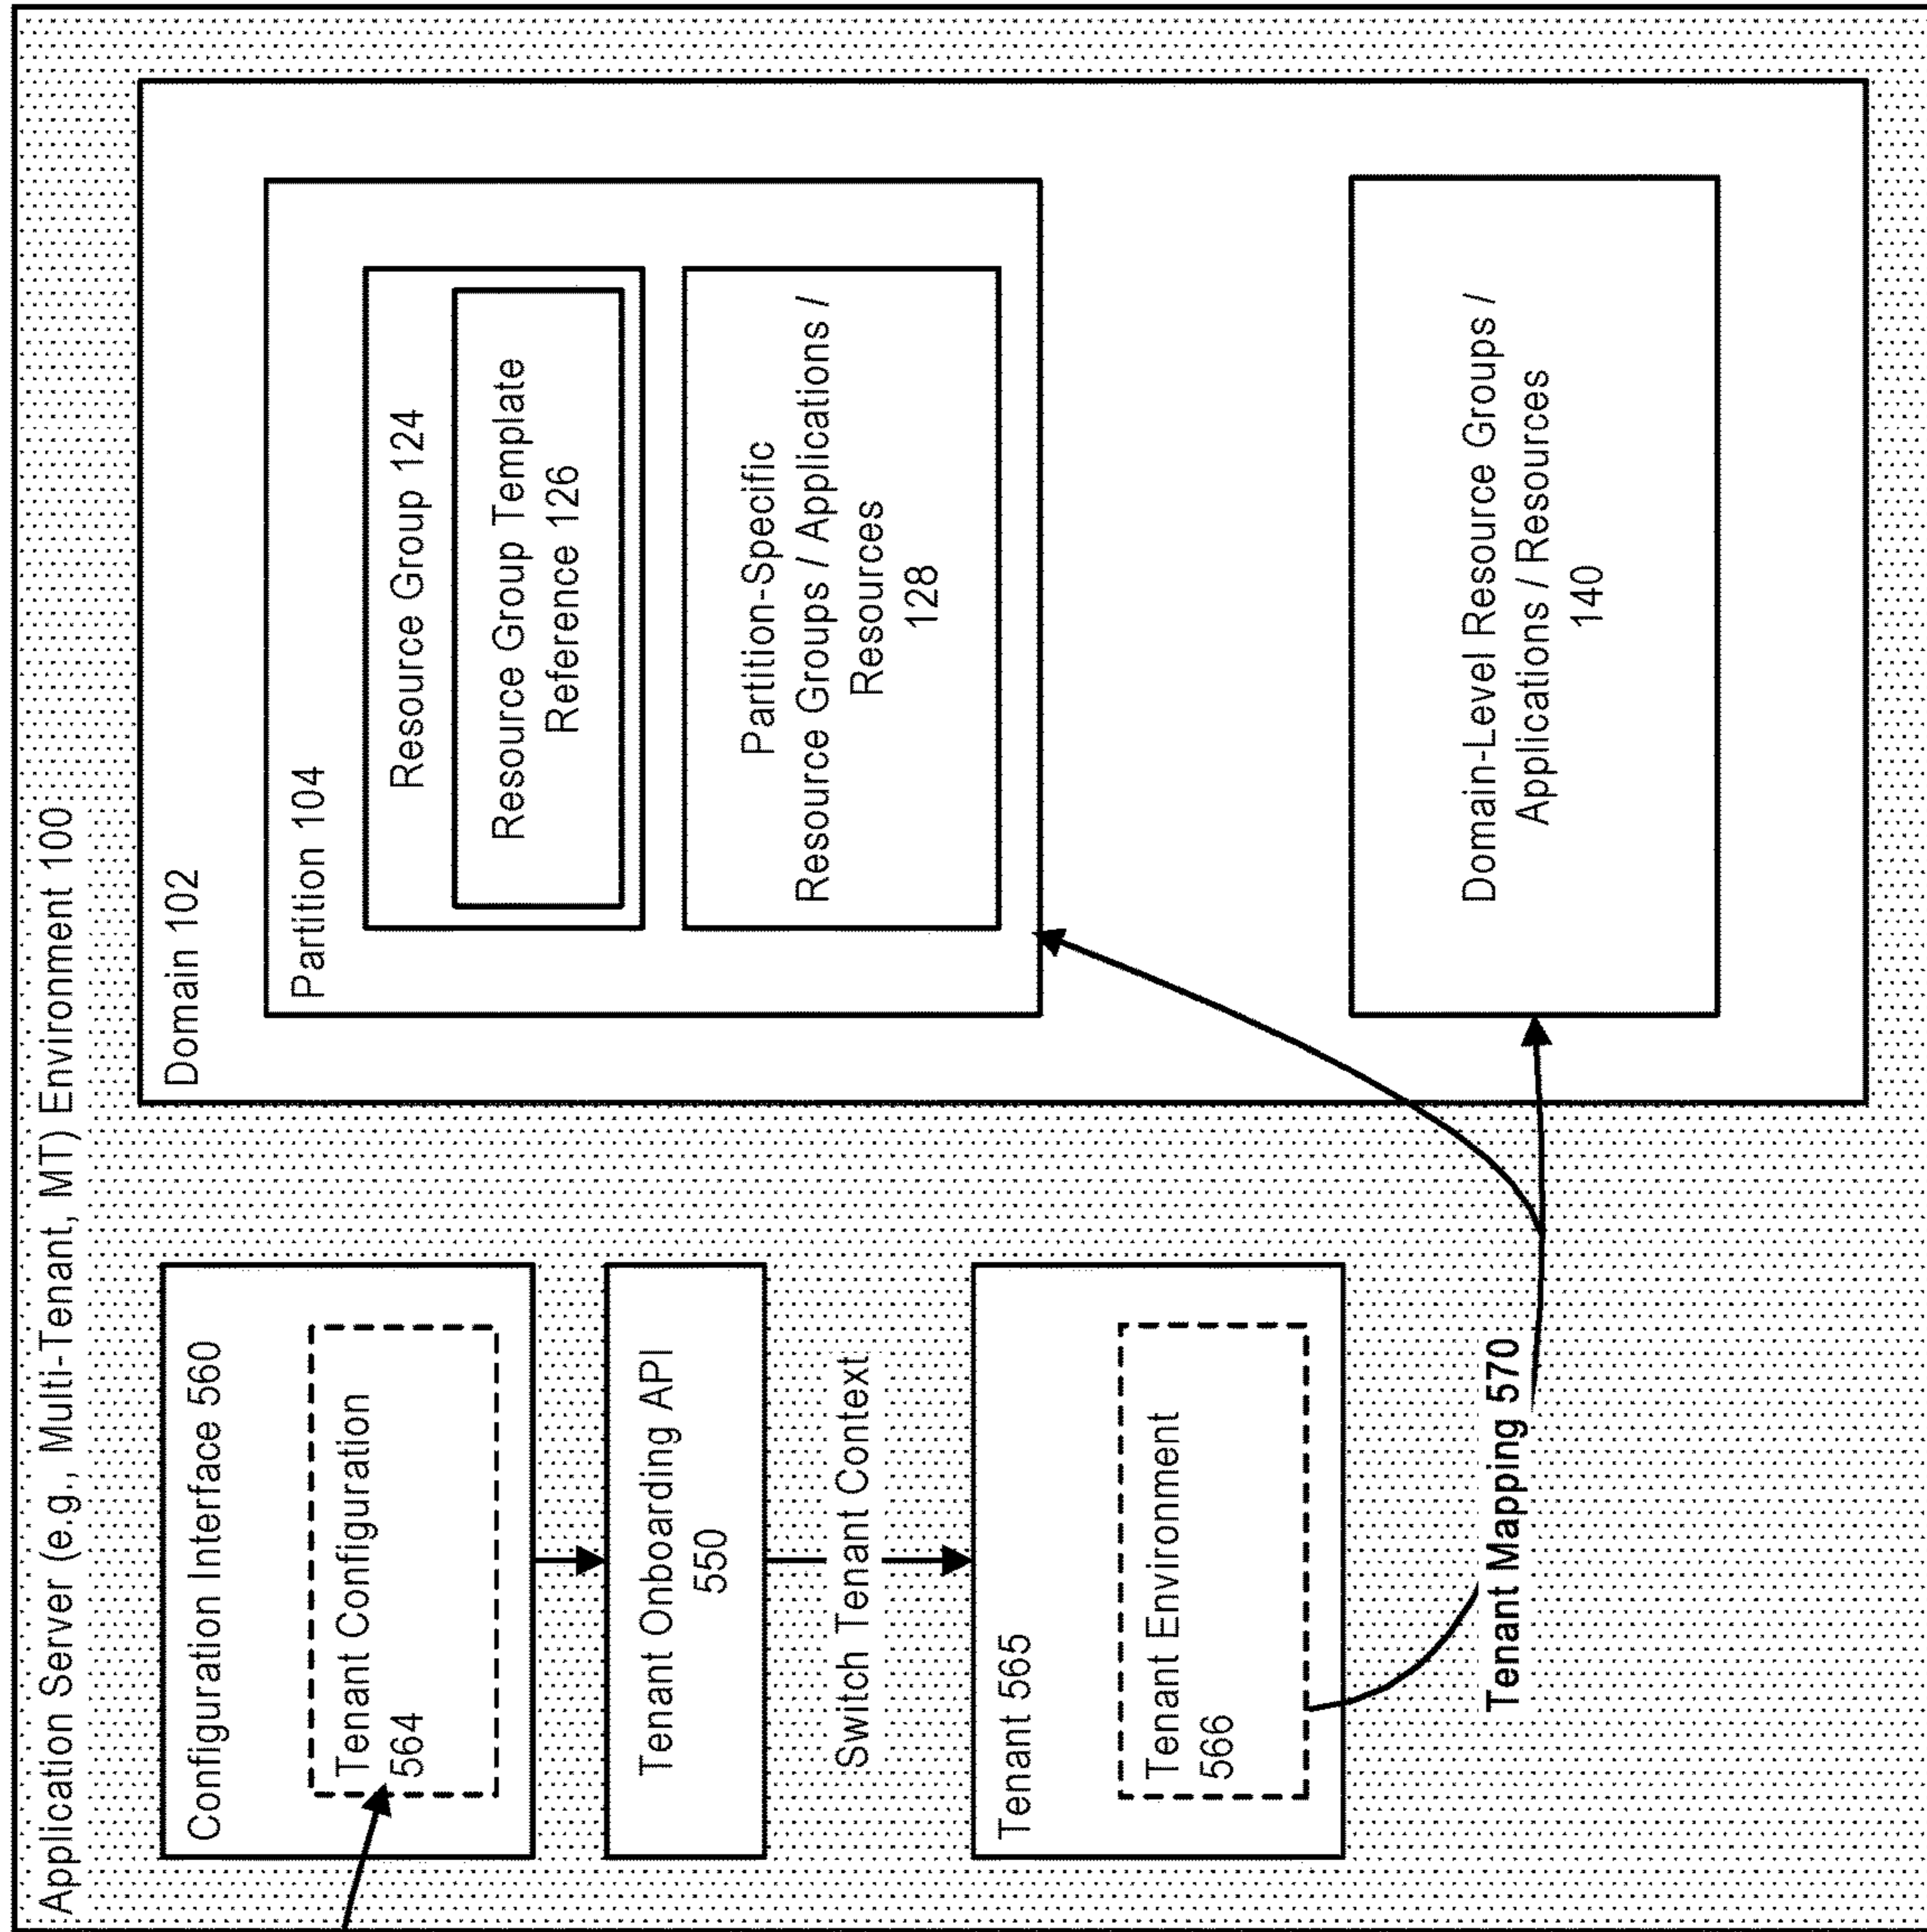 Application Server (e.g., Multi-Tenant, MT) Environment 100
Configuration Interface 560
Tenant Configuration
564
Tenant Onboarding API
550
Switch Tenant Context
Tenant 565
Tenant Environment
566
Tenant Mapping 570
Domain 102
Partition 104
Resource Group 124
Resource Group Template
Reference 126
Partition-Specific
Resource Groups / Applications /
Resources
128
Domain-Level Resource Groups /
Applications / Resources
140